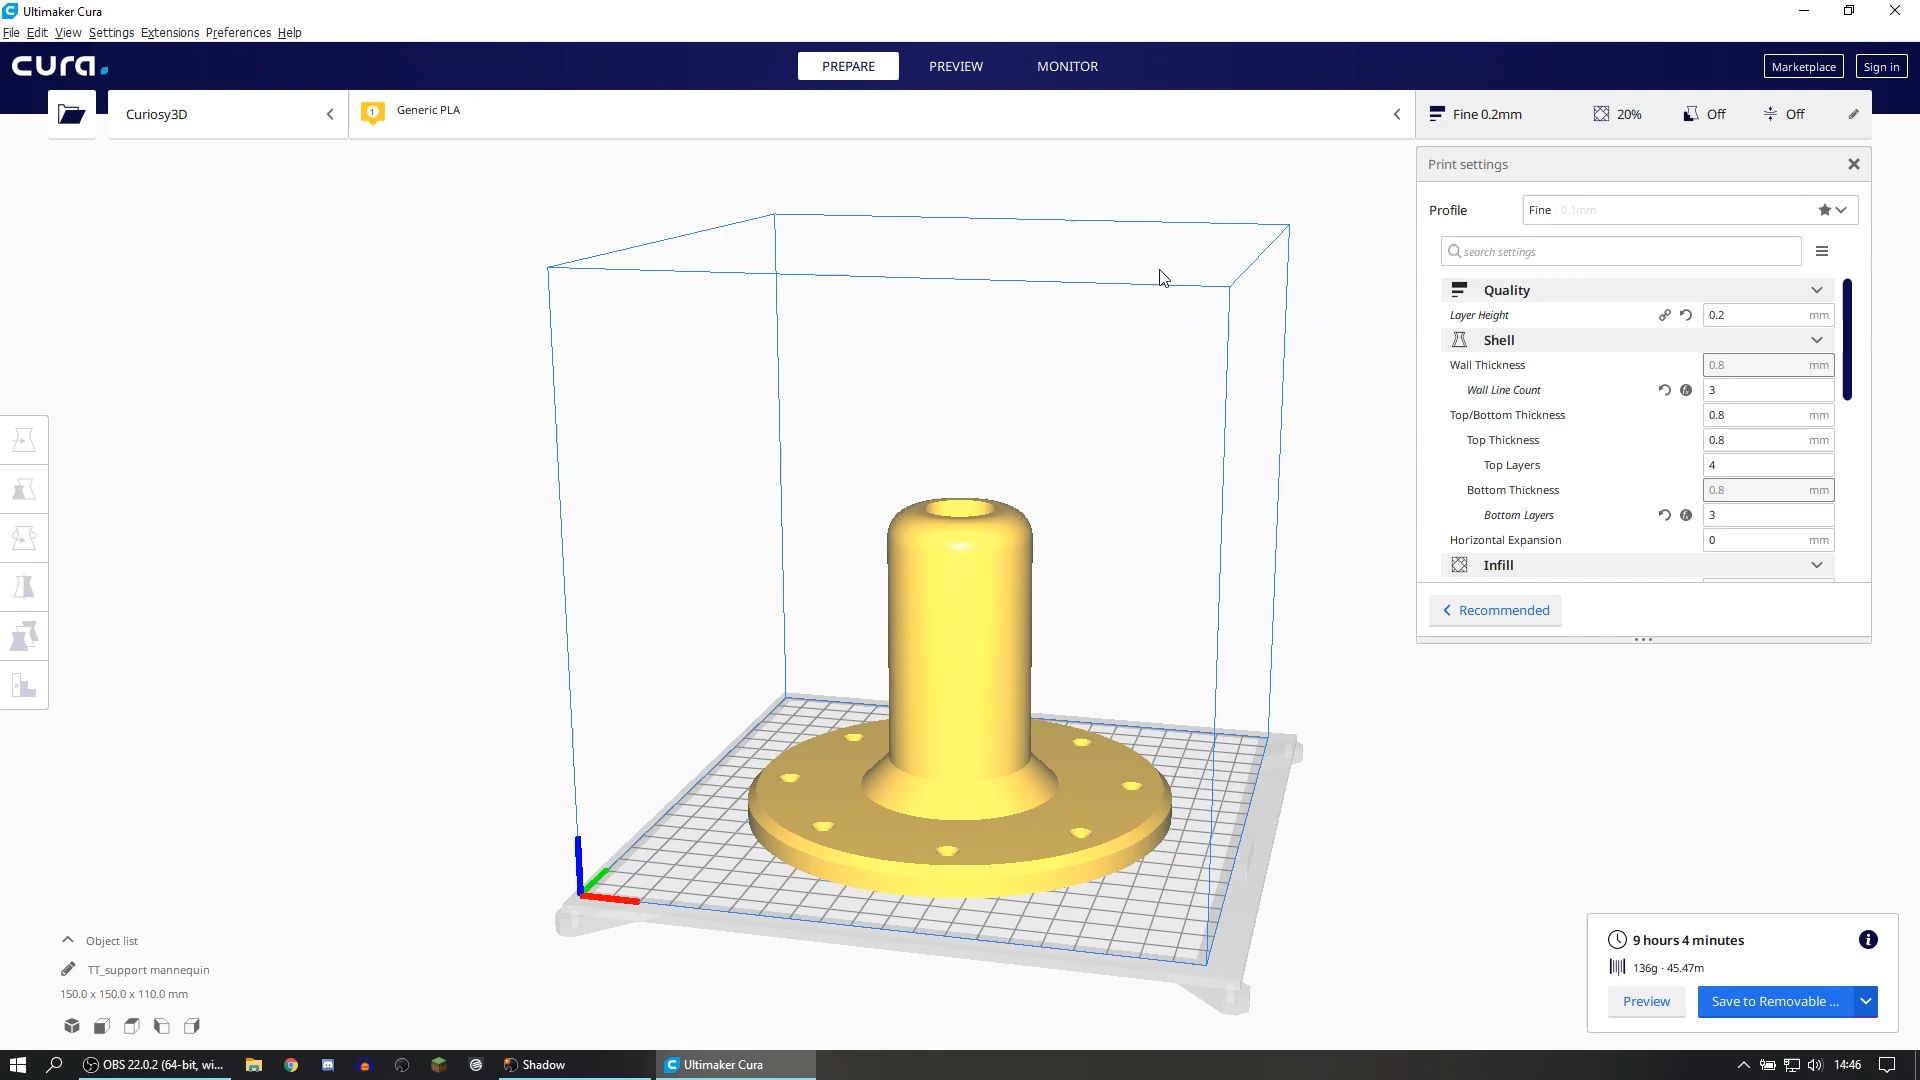 Ultimaker Cura
File Edit View Settings Extensions Preferences Help
cura.
PREPARE PREVIEW MONITOR
Marketplace Sign in
Curiosy3D
1 Generic PLA
Fine 0.2mm 20% Off Off
Print settings
Profile Fine - 0.1mm
search settings
Quality
Layer Height 0.2 mm
Shell
Wall Thickness 0.8 mm
Wall Line Count 3
Top/Bottom Thickness 0.8 mm
Top Thickness 0.8 mm
Top Layers 4
Bottom Thickness 0.8 mm
Bottom Layers 3
Horizontal Expansion 0 mm
Infill
Recommended
Object list
TT_support mannequin
150.0 x 150.0 x 110.0 mm
9 hours 4 minutes
136g · 45.47m
Preview Save to Removable ...
OBS 22.0.2 (64-bit, wi... Shadow Ultimaker Cura 14:46